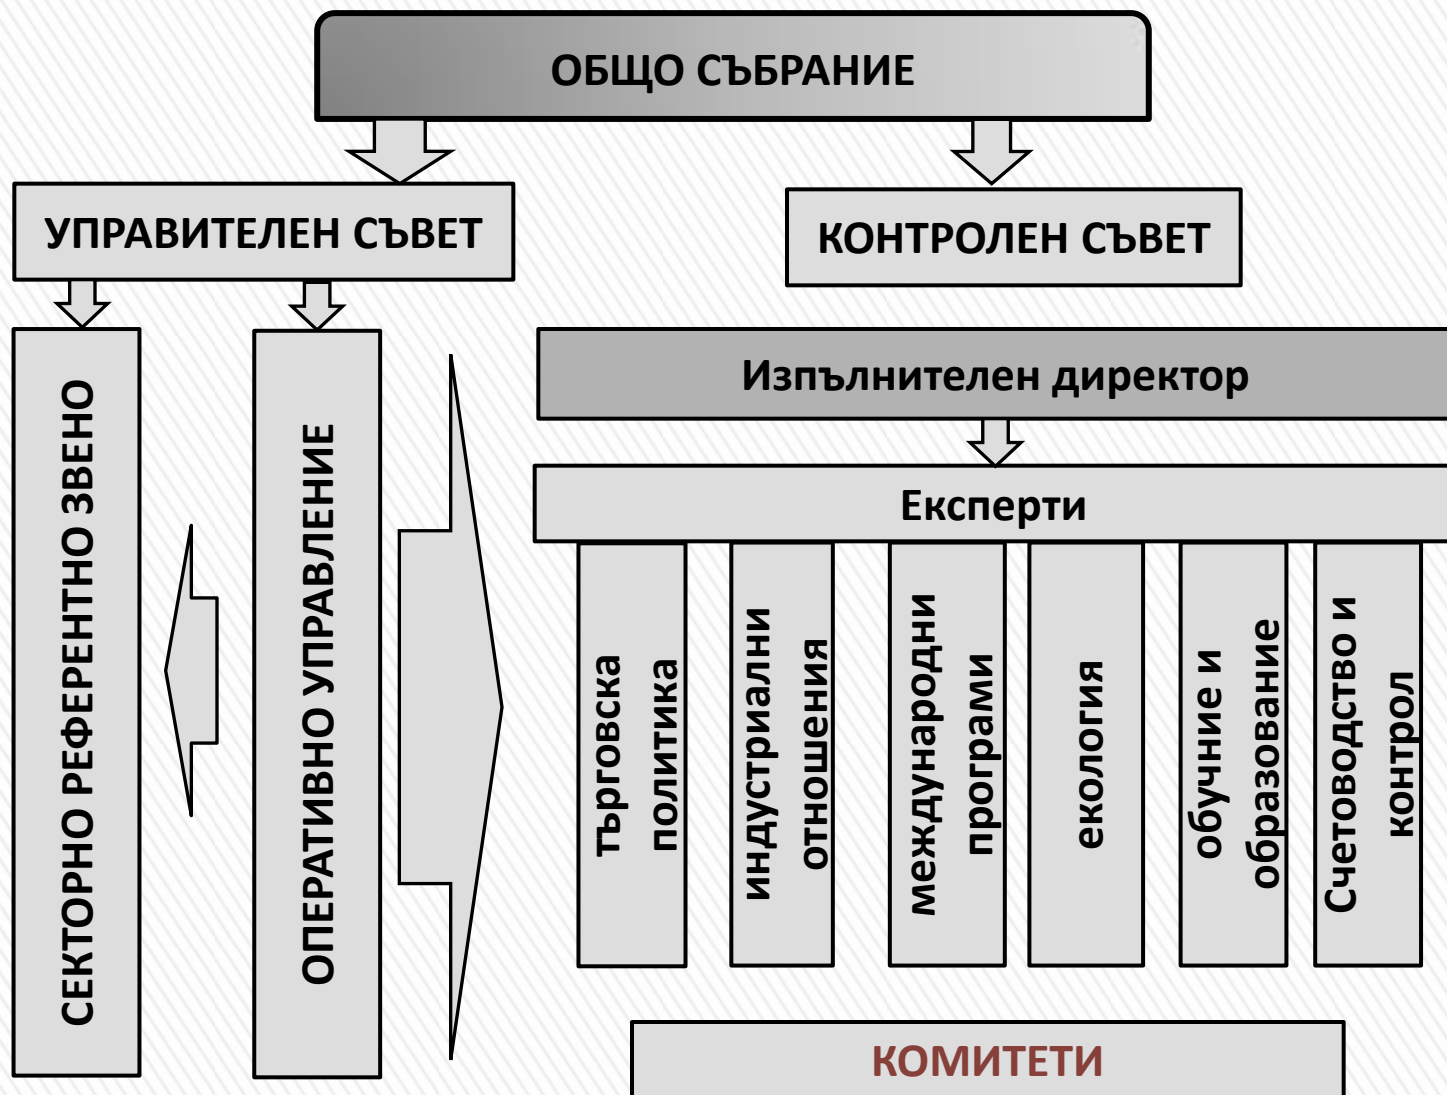 ОБЩО СЪБРАНИЕ
УПРАВИТЕЛЕН СЪВЕТ
КОНТРОЛЕН СЪВЕТ
СЕКТОРНО РЕФЕРЕНТНО ЗВЕНО
ОПЕРАТИВНО УПРАВЛЕНИЕ
Изпълнителен директор
Експерти
търговска
политика
индустриални
отношения
международни
програми
екология
обучние и
образование
Счетоводство и
контрол
КОМИТЕТИ